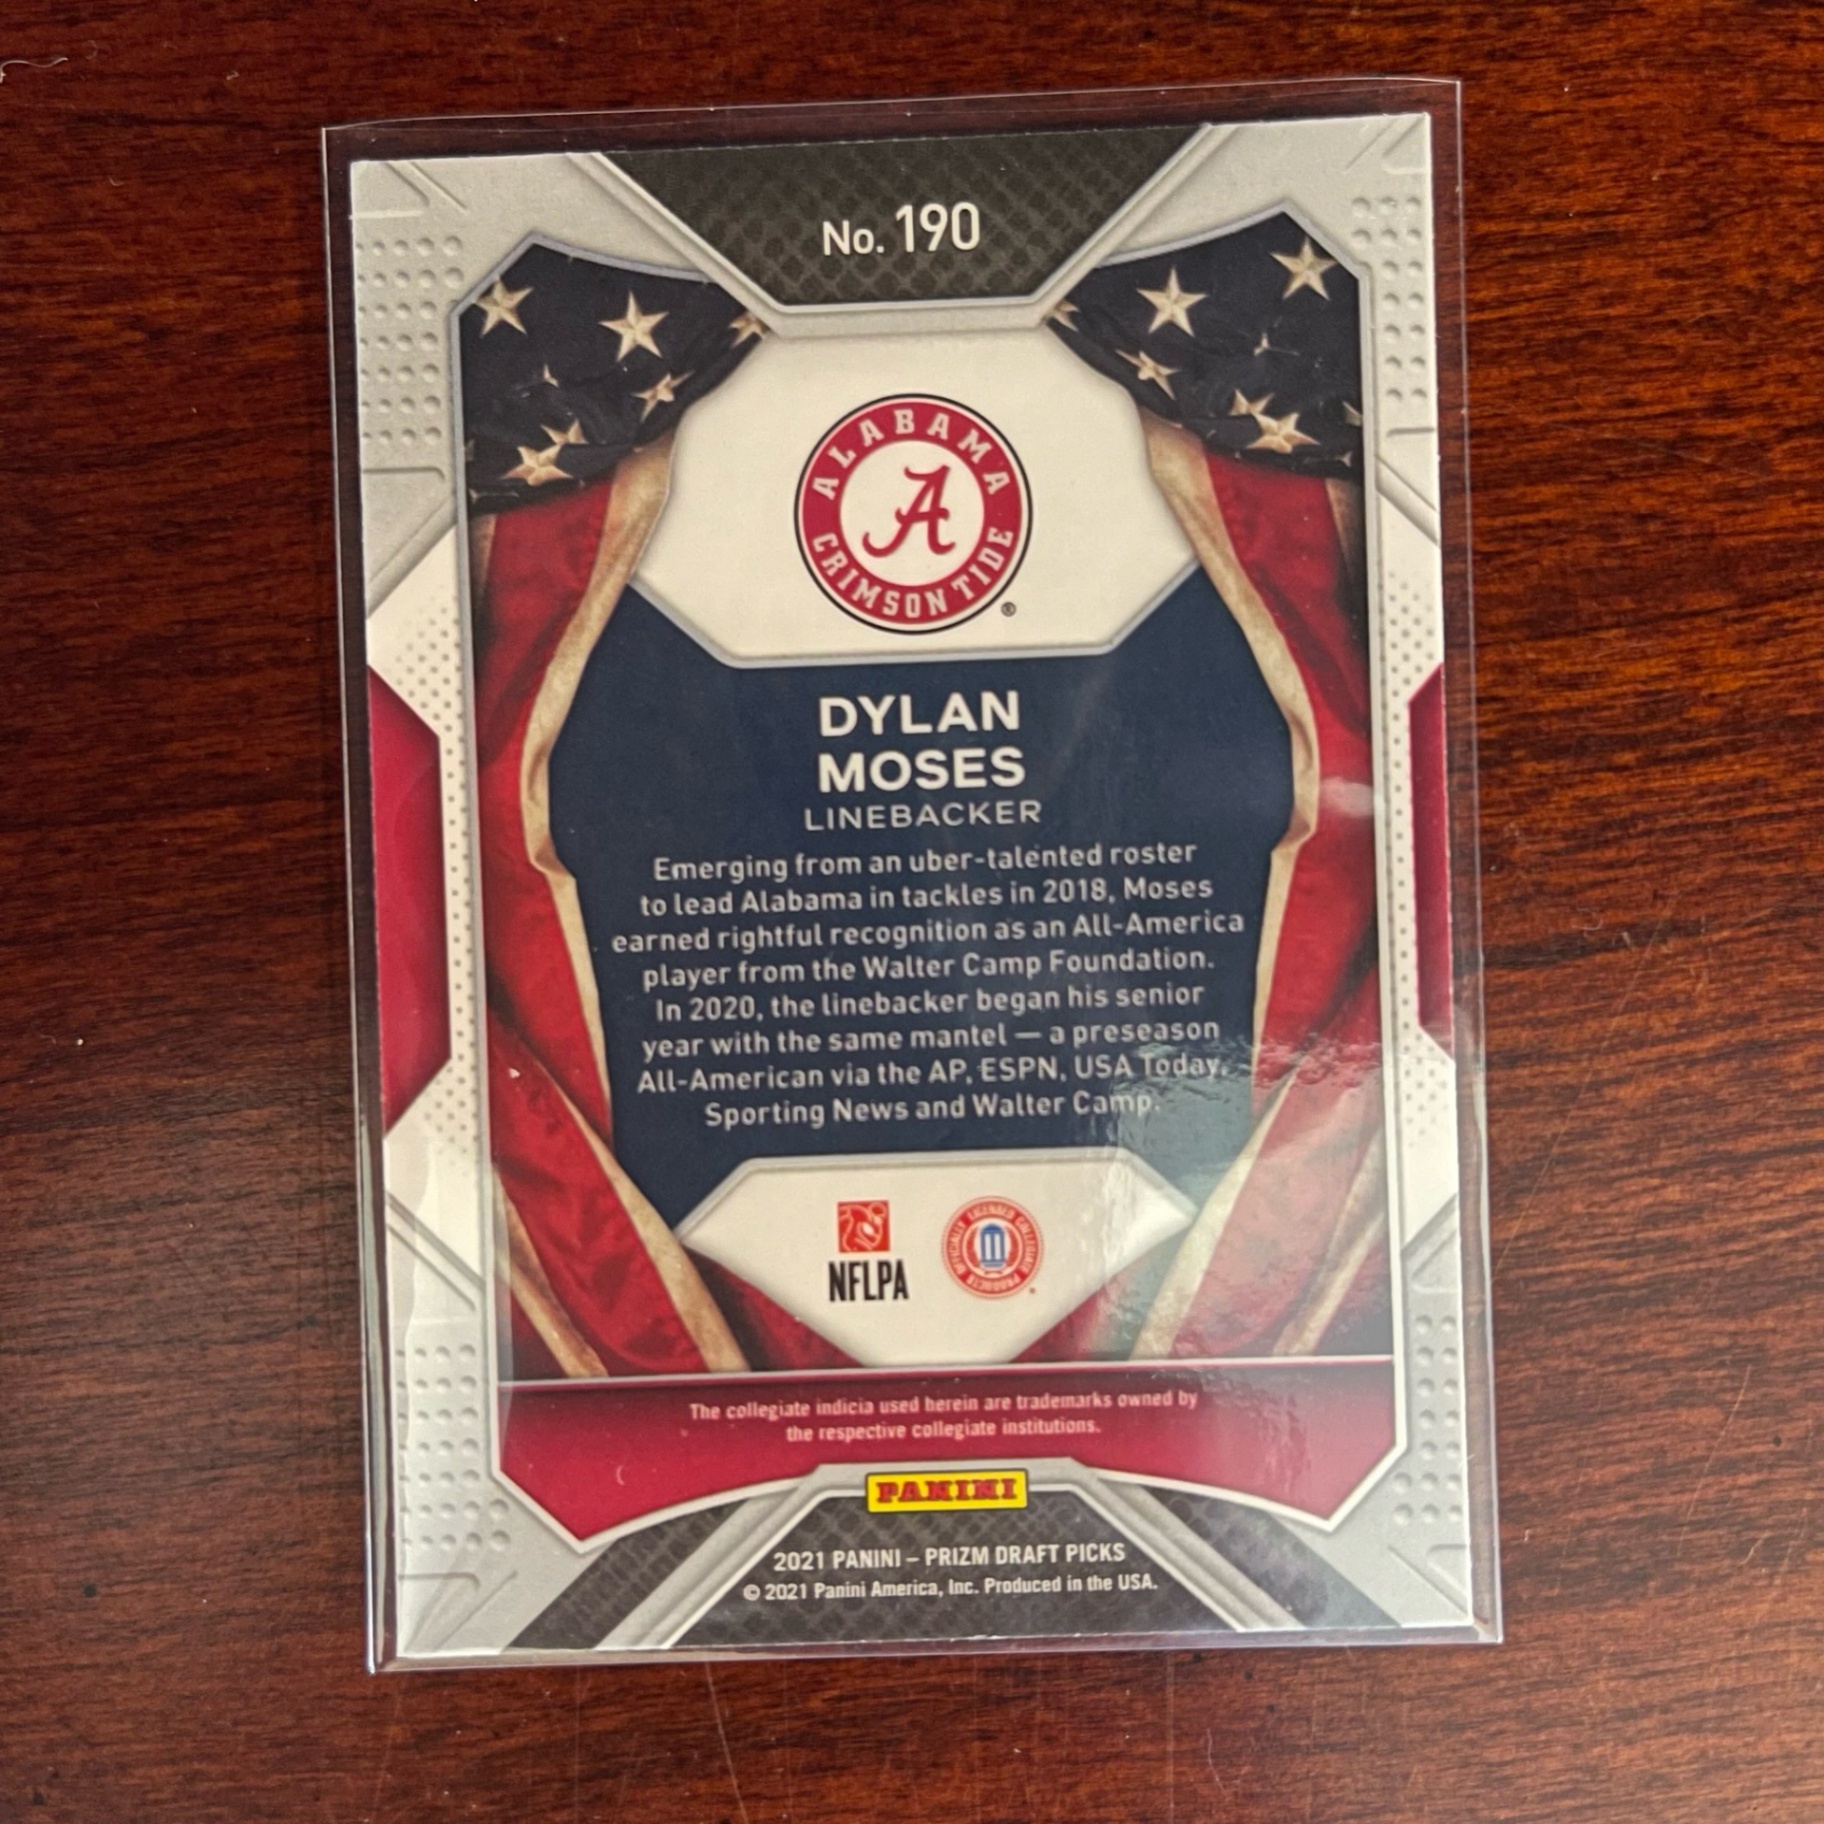 No. 190
ALABAMA
A
CRIMSON TIDE
®
DYLAN
MOSES
LINEBACKER
Emerging from an uber-talented roster
to lead Alabama in tackles in 2018, Moses
earned rightful recognition as an All-America
player from the Walter Camp Foundation.
In 2020, the linebacker began his senior
year with the same mantel — a preseason
All-American via the AP, ESPN, USA Today,
Sporting News and Walter Camp.
NFLPA
OFFICIALLY LICENSED COLLEGIATE PRODUCTS
The collegiate indicia used herein are trademarks owned by
the respective collegiate institutions.
PANINI
2021 PANINI – PRIZM DRAFT PICKS
© 2021 Panini America, Inc. Produced in the USA.